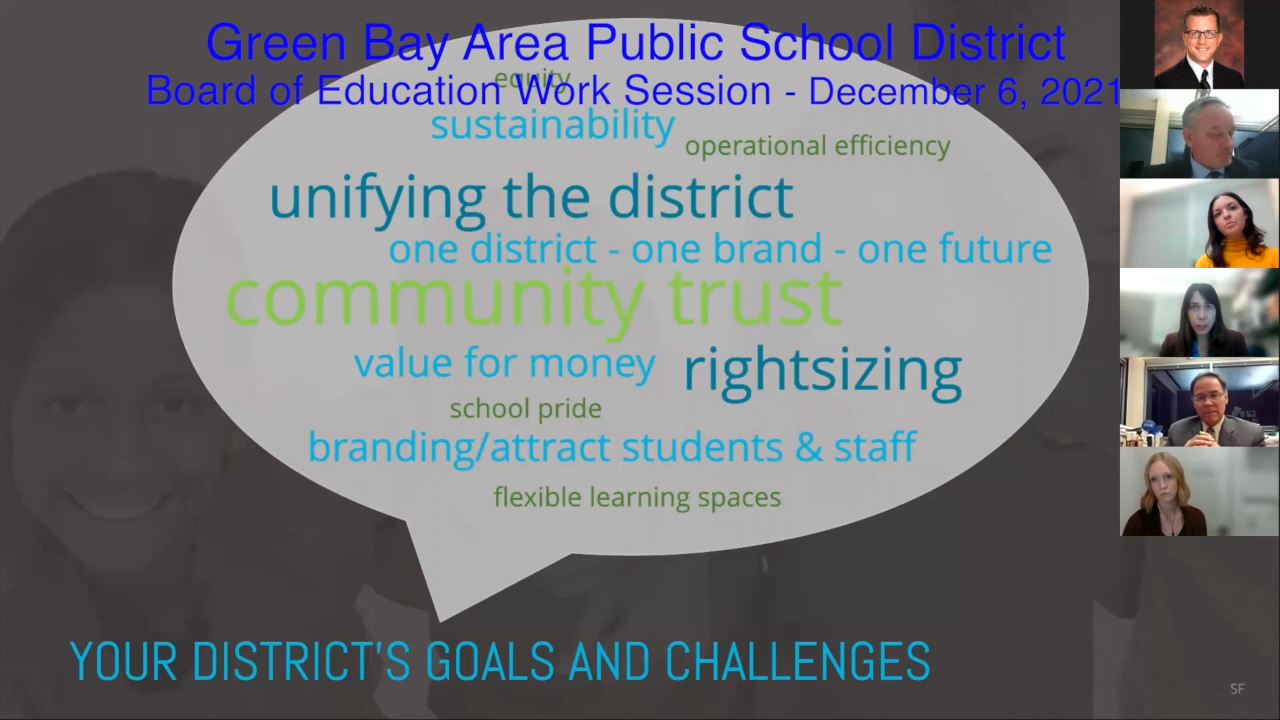 Green Bay Area Public School District
equity
Board of Education Work Session - December 6, 2021
sustainability
operational efficiency
unifying the district
one district - one brand - one future
community trust
value for money
rightsizing
school pride
branding/attract students & staff
flexible learning spaces
YOUR DISTRICT'S GOALS AND CHALLENGES
SF